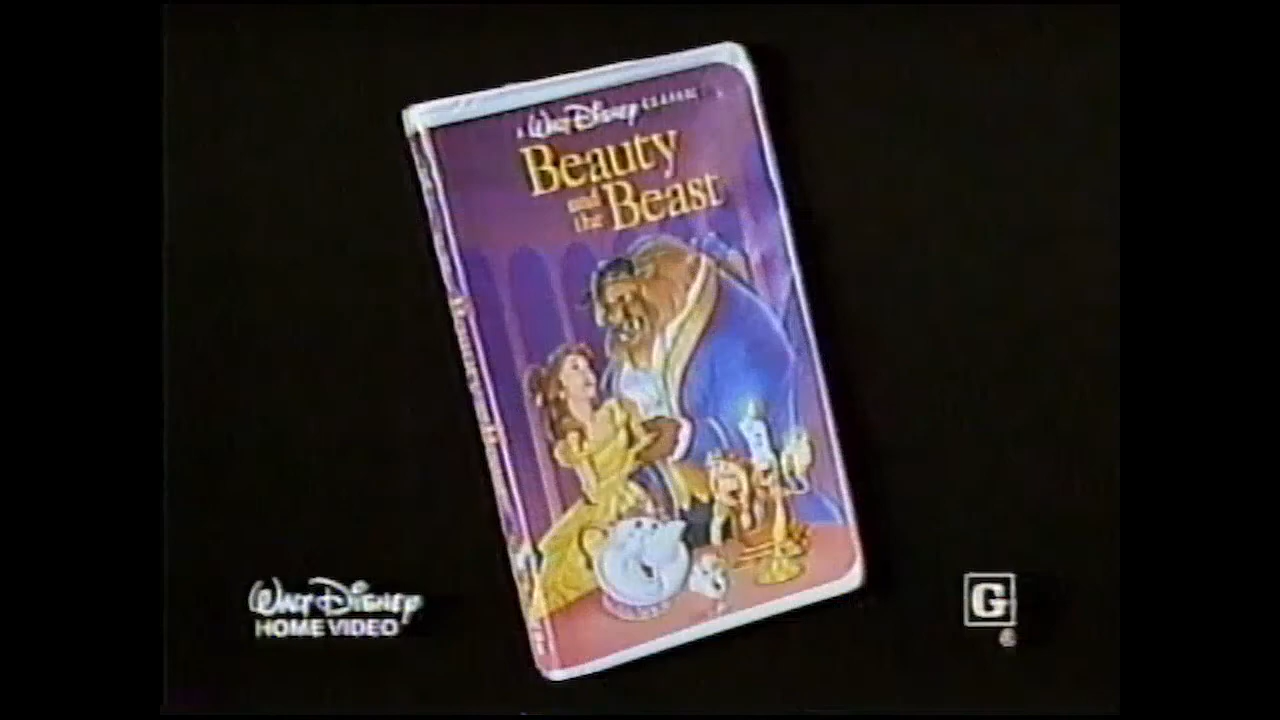 A WALT DISNEY CLASSIC
Beauty
and the Beast
WALT DISNEY
HOME VIDEO
G
®